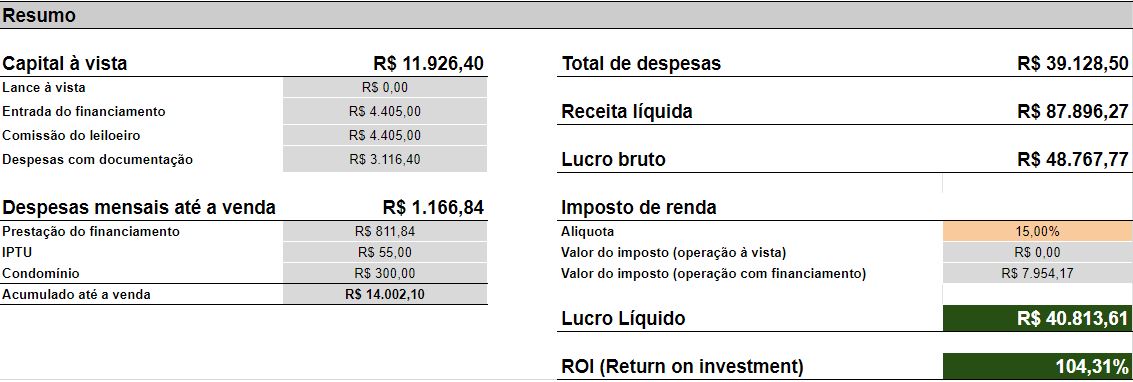 Resumo
Capital à vista R$ 11.926,40
Lance à vista R$ 0,00
Entrada do financiamento R$ 4.405,00
Comissão do leiloeiro R$ 4.405,00
Despesas com documentação R$ 3.116,40
Despesas mensais até a venda R$ 1.166,84
Prestação do financiamento R$ 811,84
IPTU R$ 55,00
Condomínio R$ 300,00
Acumulado até a venda R$ 14.002,10
Total de despesas R$ 39.128,50
Receita líquida R$ 87.896,27
Lucro bruto R$ 48.767,77
Imposto de renda
Aliquota 15,00%
Valor do imposto (operação à vista) R$ 0,00
Valor do imposto (operação com financiamento) R$ 7.954,17
Lucro Líquido R$ 40.813,61
ROI (Return on investment) 104,31%